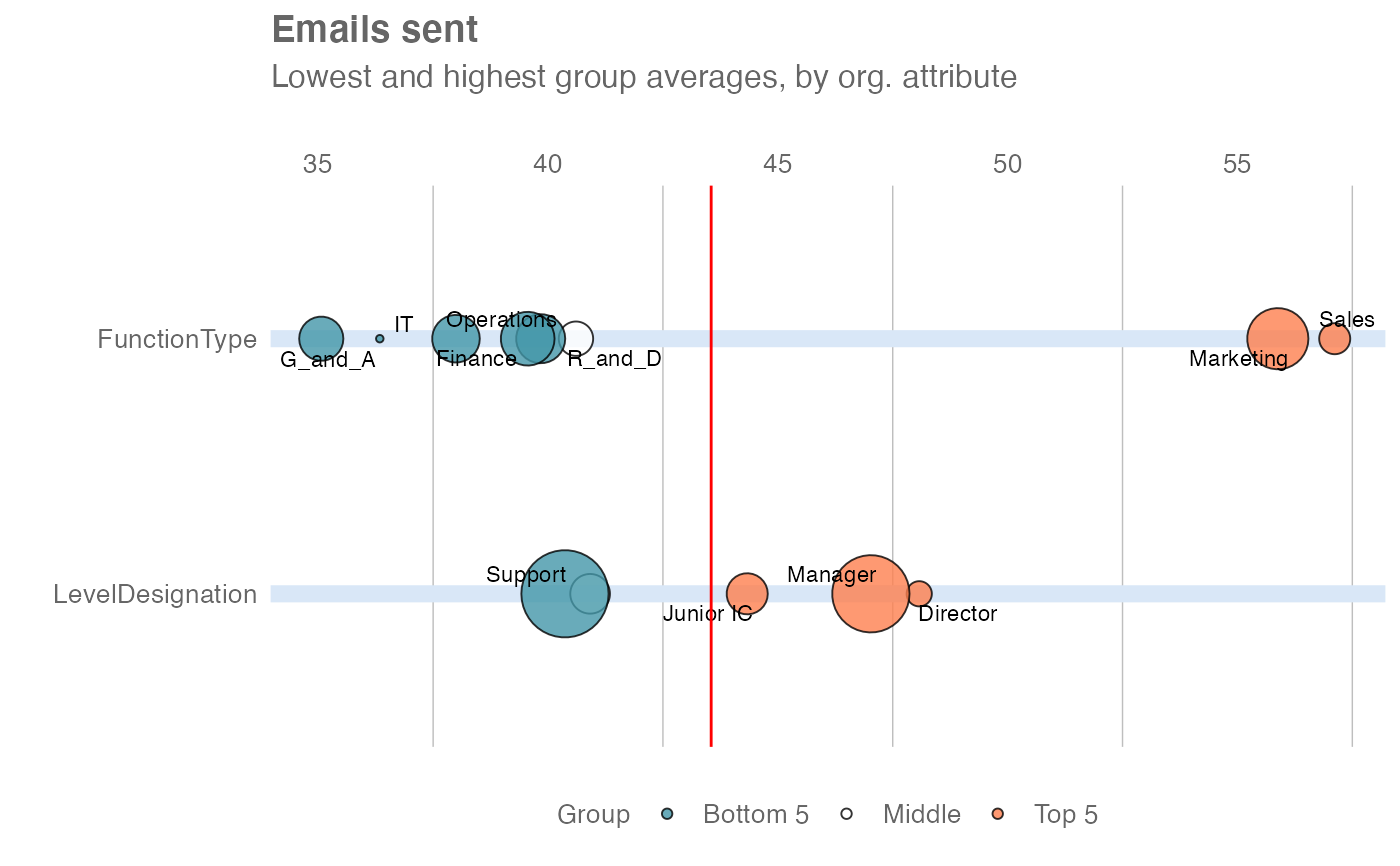 Emails sent
Lowest and highest group averages, by org. attribute
35 40 45 50 55
FunctionType
IT Operations Sales
G_and_A Finance R_and_D Marketing
LevelDesignation
Support Manager
Junior IC Director
Group Bottom 5 Middle Top 5